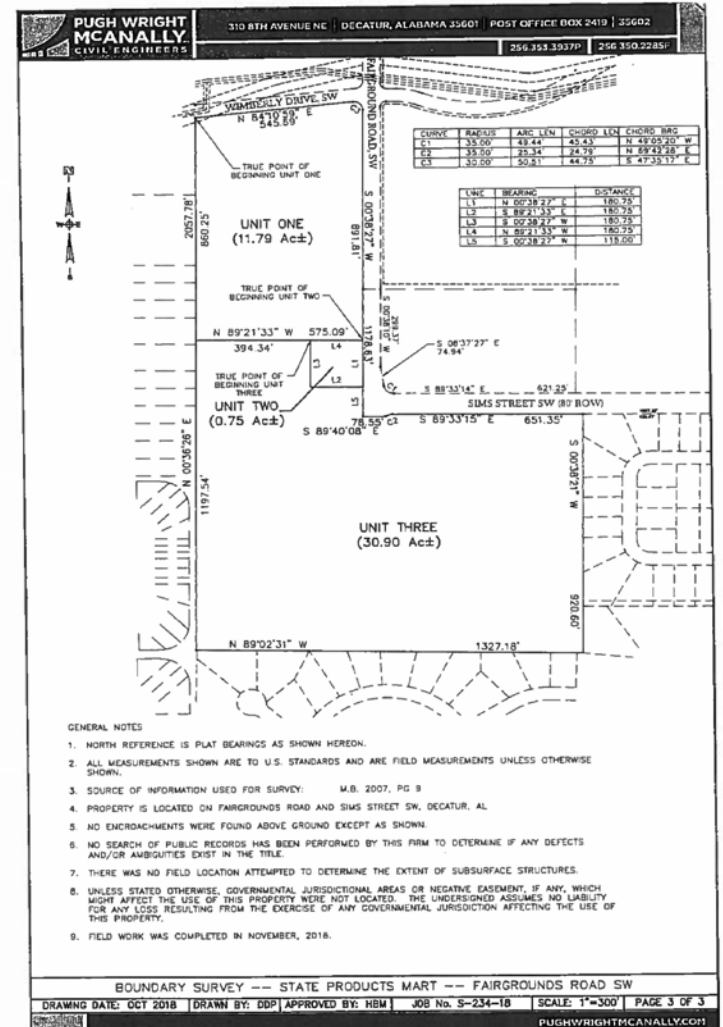 PUGH WRIGHT
MCANALLY
CIVIL ENGINEERS
310 8TH AVENUE NE | DECATUR, ALABAMA 35601 | POST OFFICE BOX 2419 | 35602
256.353.3937P | 256.350.2285F
WIMBERLY DRIVE, SW
N 84°10'59" E
545.69'
FAIRGROUND ROAD, SW
C3
CURVE RADIUS ARC LEN CHORD LEN CHORD BRG
C1 35.00' 49.44' 45.43' N 49°05'20" W
C2 35.00' 25.34' 24.79' N 69°42'28" E
C3 30.00' 50.51' 44.75' S 47°35'17" E
LINE BEARING DISTANCE
L1 N 00°38'27" E 180.75'
L2 S 89°21'33" E 180.75'
L3 S 00°38'27" W 180.75'
L4 N 89°21'33" W 180.75'
L5 S 00°38'27" W 115.00'
TRUE POINT OF
BEGINNING UNIT ONE
2057.78'
860.25'
UNIT ONE
(11.79 Ac±)
S 00°38'27" W
891.81'
TRUE POINT OF
BEGINNING UNIT TWO
N 89°21'33" W 575.09'
394.34'
L4
L3
L1
L2
L5
1178.63'
S 00°38'10" W
299.37'
S 06°37'27" E
74.94'
TRUE POINT OF
BEGINNING UNIT
THREE
UNIT TWO
(0.75 Ac±)
C1
S 89°33'14" E 621.25'
SIMS STREET SW (80' ROW)
78.55' C2
S 89°40'08" E
S 89°33'15" E 651.35'
N 00°36'26" E
1197.54'
S 00°38'21" W
920.60'
UNIT THREE
(30.90 Ac±)
N 89°02'31" W 1327.18'
GENERAL NOTES
1. NORTH REFERENCE IS PLAT BEARINGS AS SHOWN HEREON.
2. ALL MEASUREMENTS SHOWN ARE TO U.S. STANDARDS AND ARE FIELD MEASUREMENTS UNLESS OTHERWISE
SHOWN.
3. SOURCE OF INFORMATION USED FOR SURVEY: M.B. 2007, PG 9
4. PROPERTY IS LOCATED ON FAIRGROUNDS ROAD AND SIMS STREET SW, DECATUR, AL
5. NO ENCROACHMENTS WERE FOUND ABOVE GROUND EXCEPT AS SHOWN.
6. NO SEARCH OF PUBLIC RECORDS HAS BEEN PERFORMED BY THIS FIRM TO DETERMINE IF ANY DEFECTS
AND/OR AMBIGUITIES EXIST IN THE TITLE.
7. THERE WAS NO FIELD LOCATION ATTEMPTED TO DETERMINE THE EXTENT OF SUBSURFACE STRUCTURES.
8. UNLESS STATED OTHERWISE, GOVERNMENTAL JURISDICTIONAL AREAS OR NEGATIVE EASEMENT, IF ANY, WHICH
MIGHT AFFECT THE USE OF THIS PROPERTY WERE NOT LOCATED. THE UNDERSIGNED ASSUMES NO LIABILITY
FOR ANY LOSS RESULTING FROM THE EXERCISE OF ANY GOVERNMENTAL JURISDICTION AFFECTING THE USE OF
THIS PROPERTY.
9. FIELD WORK WAS COMPLETED IN NOVEMBER, 2018.
BOUNDARY SURVEY -- STATE PRODUCTS MART -- FAIRGROUNDS ROAD SW
DRAWING DATE: OCT 2018 | DRAWN BY: DDP | APPROVED BY: HBM | JOB No. S-234-18 | SCALE: 1"=300' | PAGE 3 OF 3
PUGHWRIGHTMCANALLY.COM